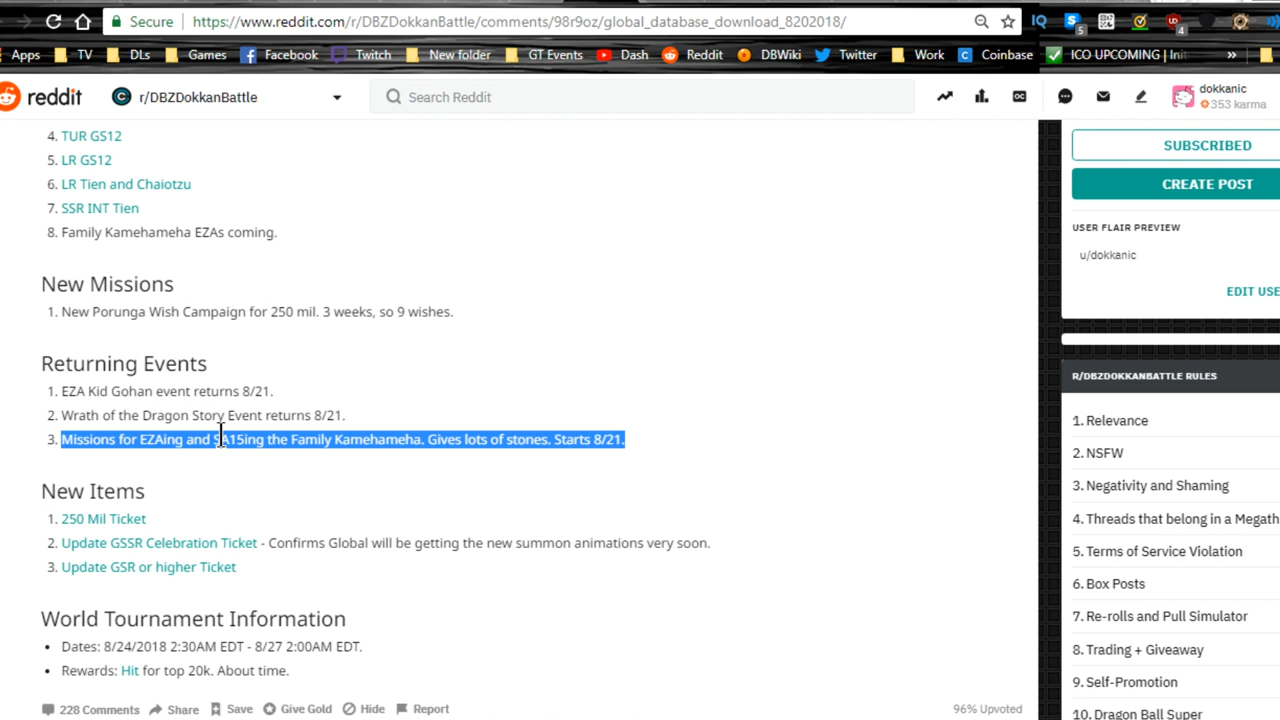 Secure https://www.reddit.com/r/DBZDokkanBattle/comments/98r9oz/global_database_download_8202018/
IQ 5 4
Apps TV DLs Games Facebook Twitch New folder GT Events Dash Reddit DBWiki Twitter Work Coinbase ICO UPCOMING | Init »
reddit r/DBZDokkanBattle Search Reddit dokkanic
353 karma
4. TUR GS12
5. LR GS12
6. LR Tien and Chaiotzu
7. SSR INT Tien
8. Family Kamehameha EZAs coming.
New Missions
1. New Porunga Wish Campaign for 250 mil. 3 weeks, so 9 wishes.
Returning Events
1. EZA Kid Gohan event returns 8/21.
2. Wrath of the Dragon Story Event returns 8/21.
3. Missions for EZAing and SA15ing the Family Kamehameha. Gives lots of stones. Starts 8/21.
New Items
1. 250 Mil Ticket
2. Update GSSR Celebration Ticket - Confirms Global will be getting the new summon animations very soon.
3. Update GSR or higher Ticket
World Tournament Information
• Dates: 8/24/2018 2:30AM EDT - 8/27 2:00AM EDT.
• Rewards: Hit for top 20k. About time.
228 Comments Share Save Give Gold Hide Report 96% Upvoted
SUBSCRIBED
CREATE POST
USER FLAIR PREVIEW
u/dokkanic
EDIT USE
R/DBZDOKKANBATTLE RULES
1. Relevance
2. NSFW
3. Negativity and Shaming
4. Threads that belong in a Megath
5. Terms of Service Violation
6. Box Posts
7. Re-rolls and Pull Simulator
8. Trading + Giveaway
9. Self-Promotion
10. Dragon Ball Super